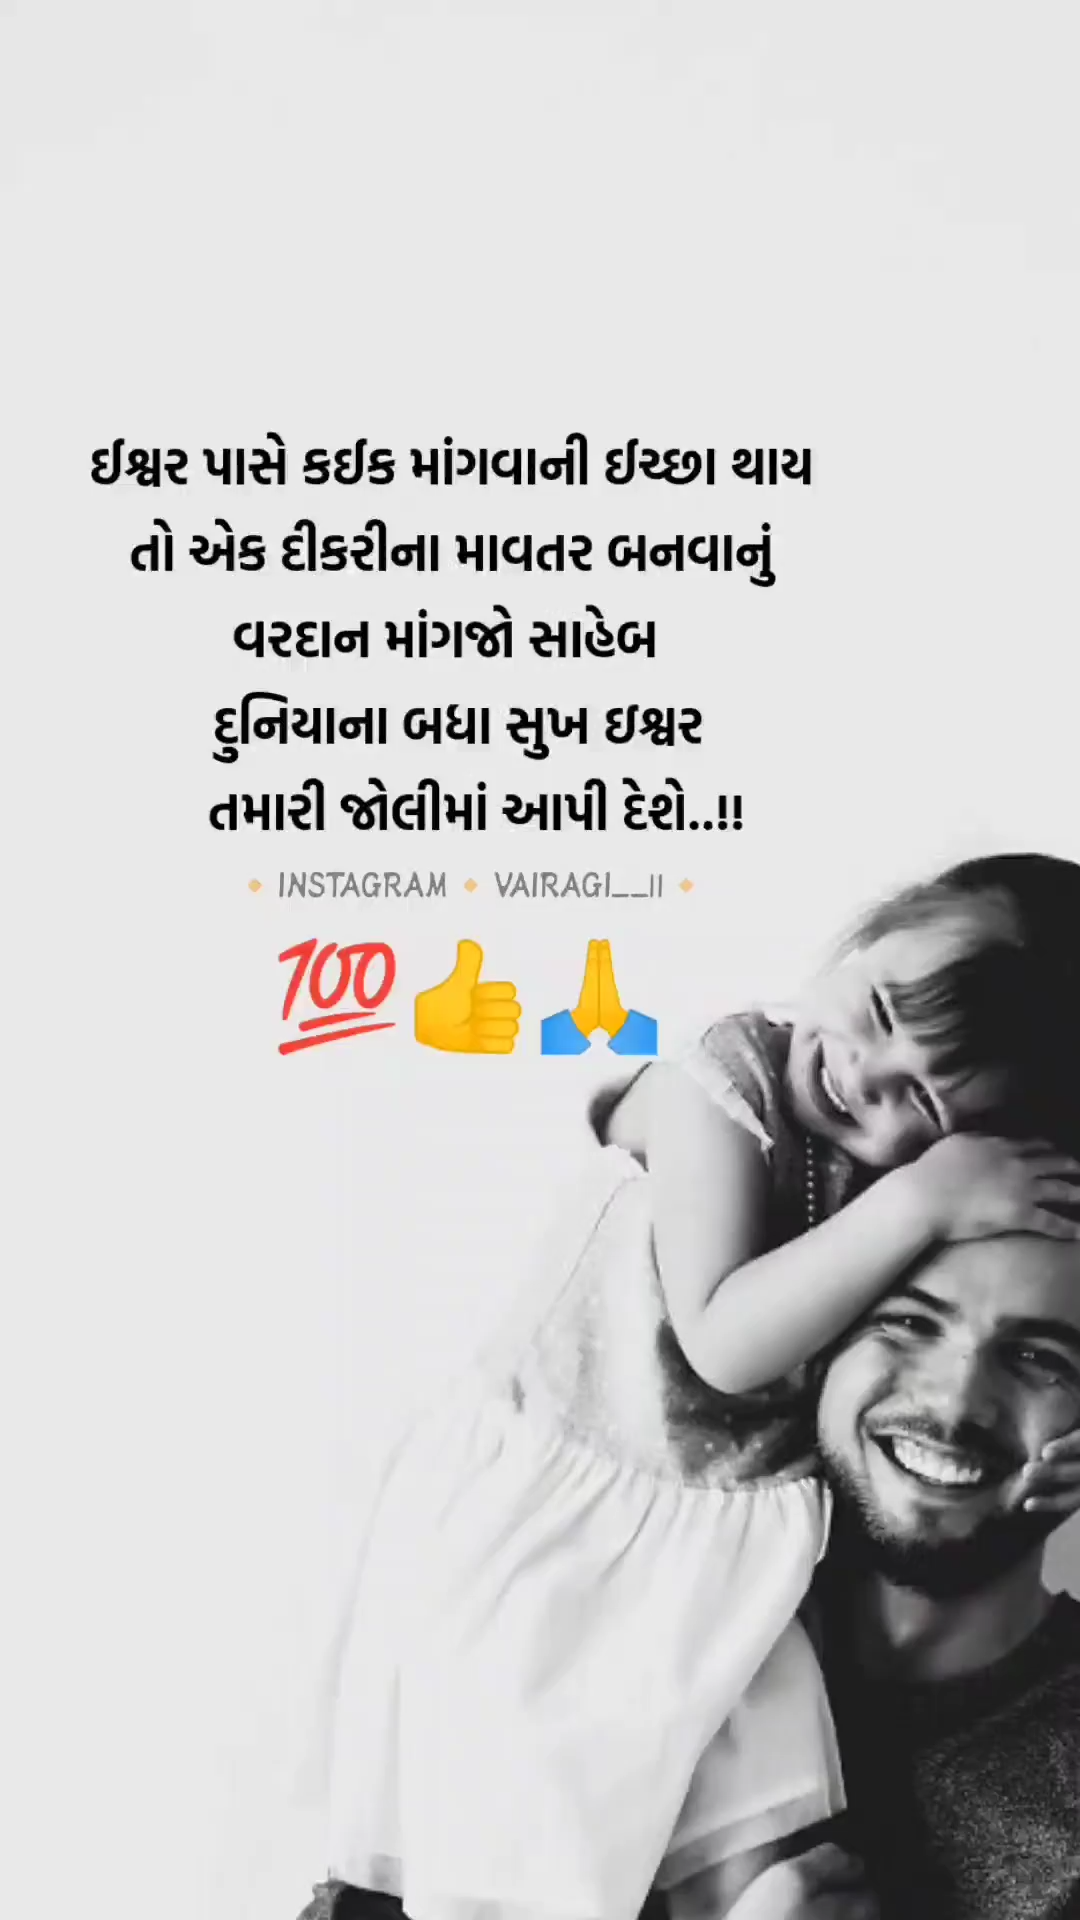 ઈશ્વર પાસે કઈક માંગવાની ઈચ્છા થાય
તો એક દીકરીના માવતર બનવાનું
વરદાન માંગજો સાહેબ
દુનિયાના બધા સુખ ઇશ્વર
તમારી જોલીમાં આપી દેશે..!!
🔸 INSTAGRAM 🔸 VAIRAGI__II 🔸
💯👍🙏